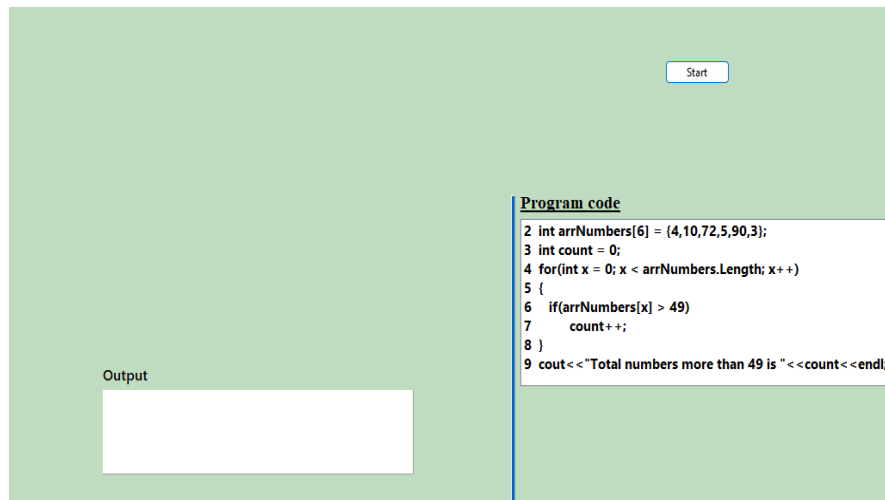 Start
Program code
2 int arrNumbers[6] = {4,10,72,5,90,3};
3 int count = 0;
4 for(int x = 0; x < arrNumbers.Length; x++)
5 {
6 if(arrNumbers[x] > 49)
7 count++;
8 }
9 cout<<"Total numbers more than 49 is "<<count<<endl;
Output